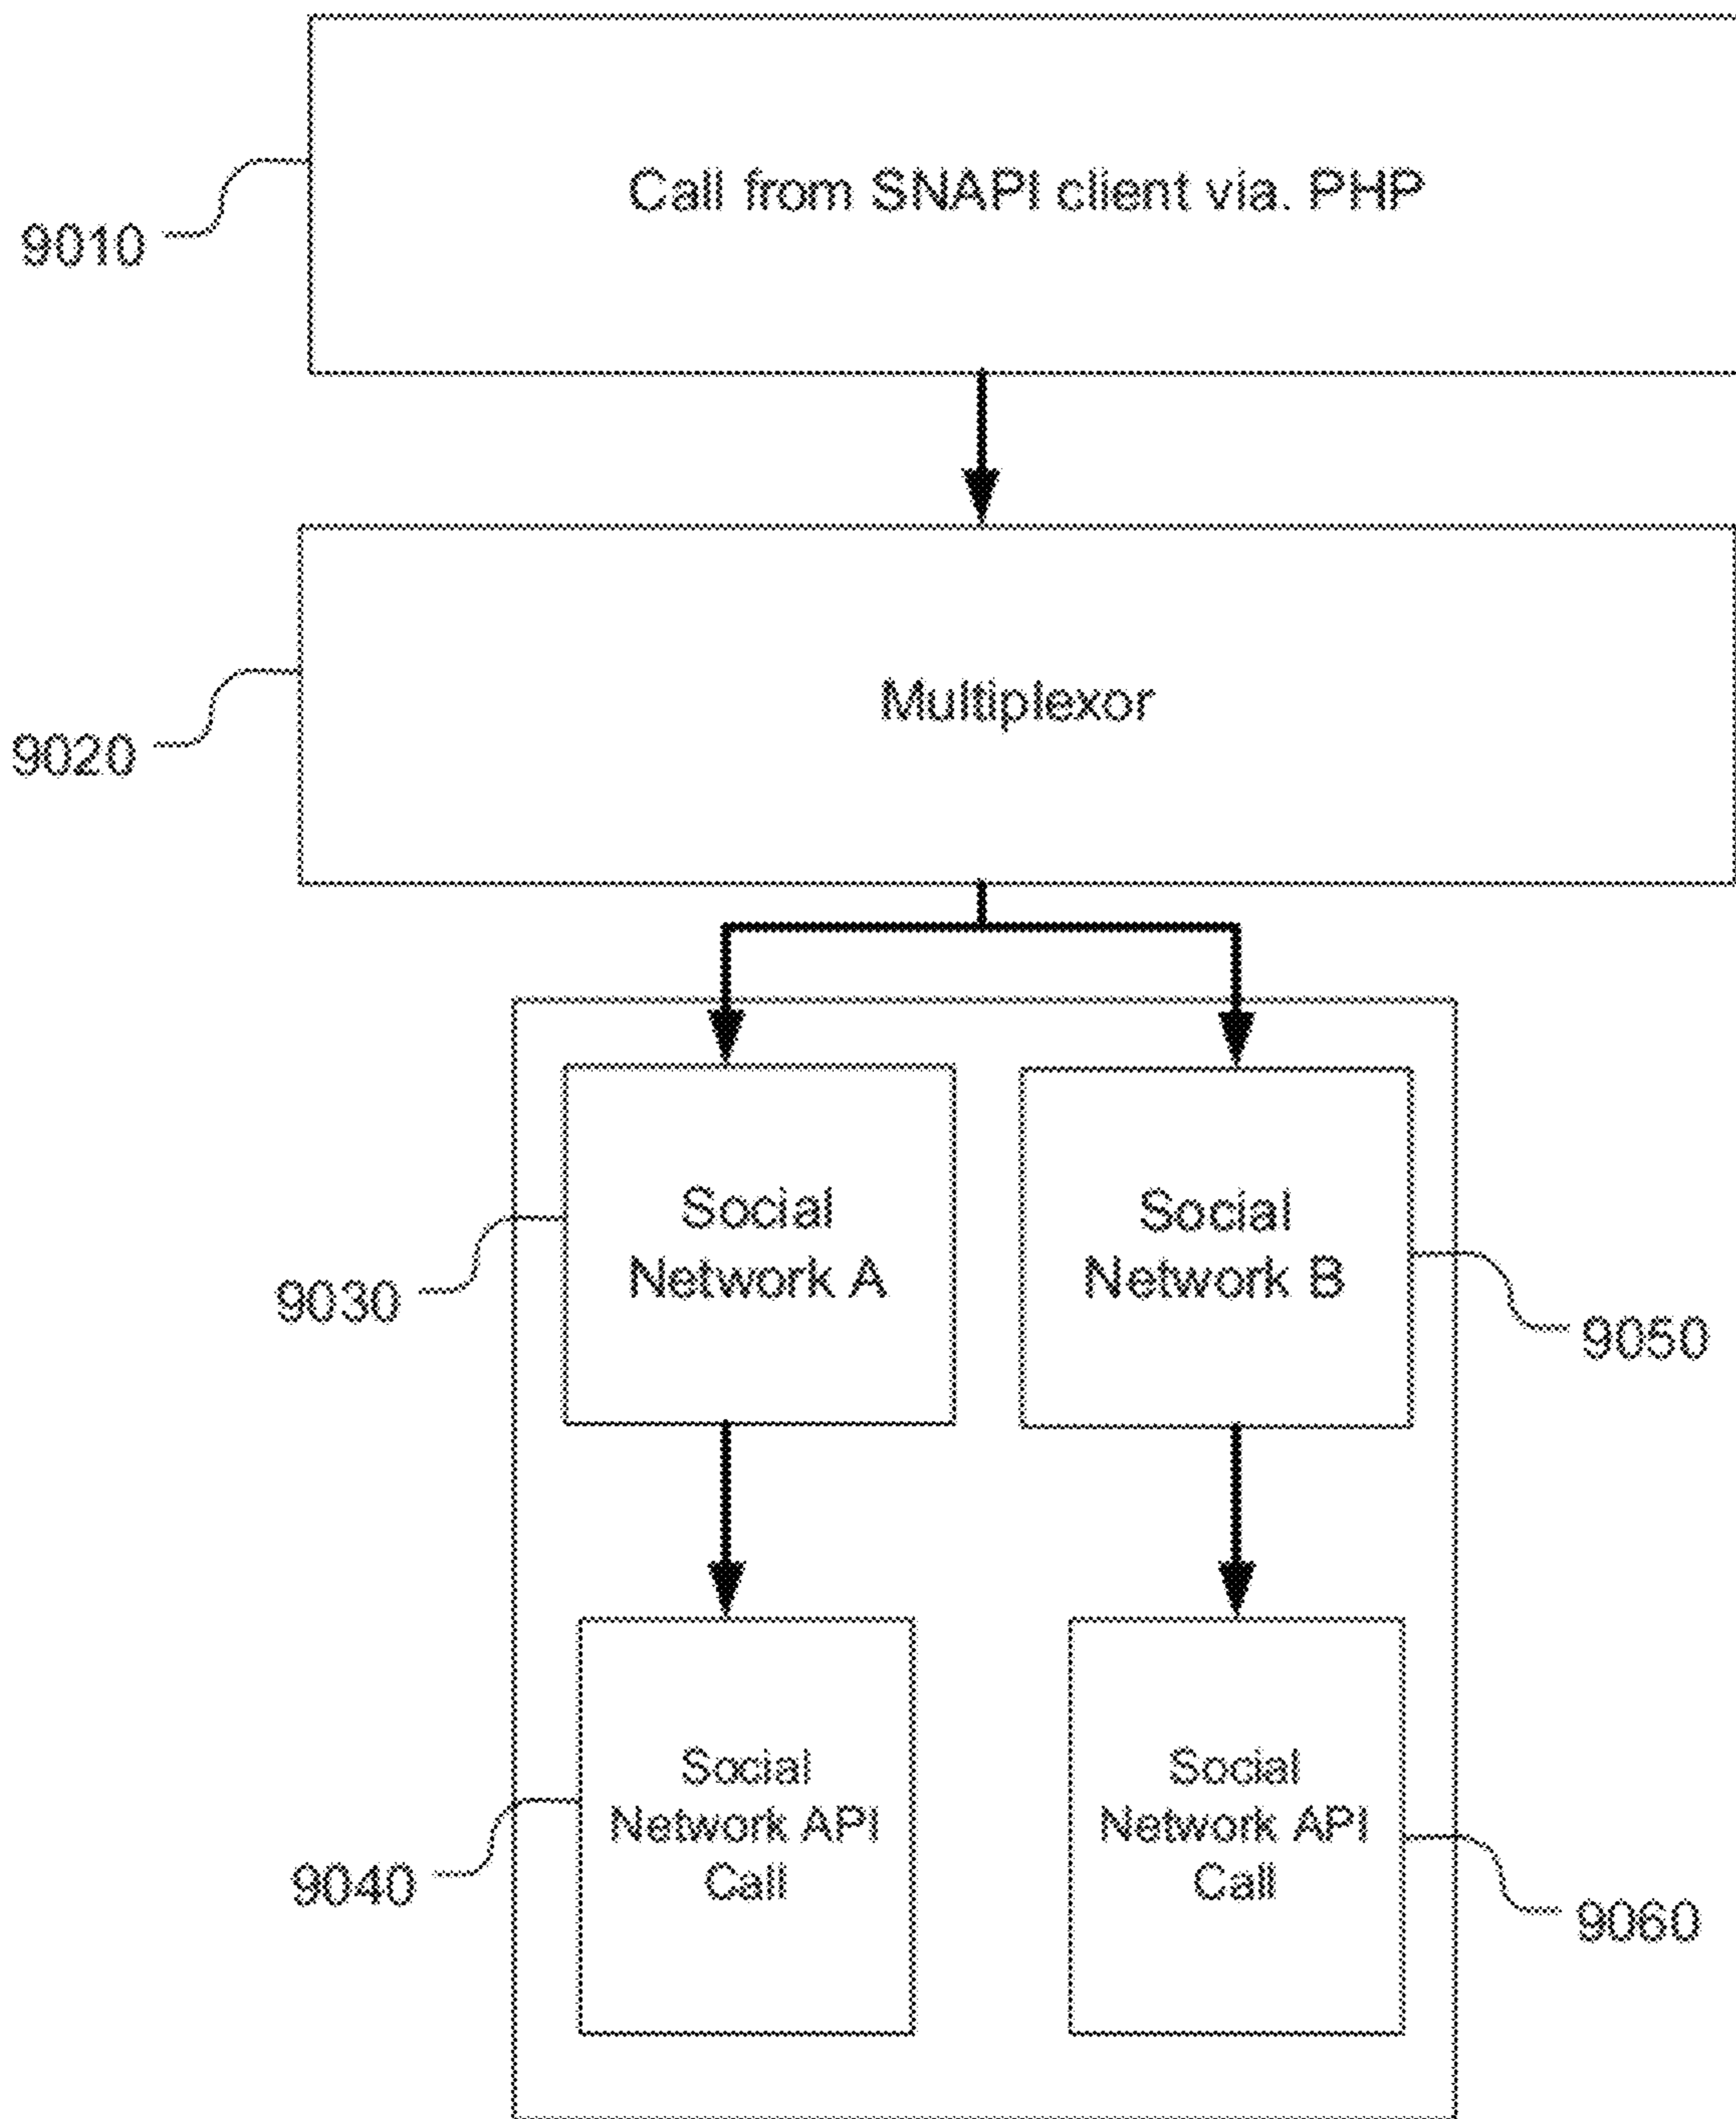 Call from SNAPI client via. PHP
9010
Multiplexor
9020
Social
Network A
9030
Social
Network B
9050
Social
Network API
Call
9040
Social
Network API
Call
9060